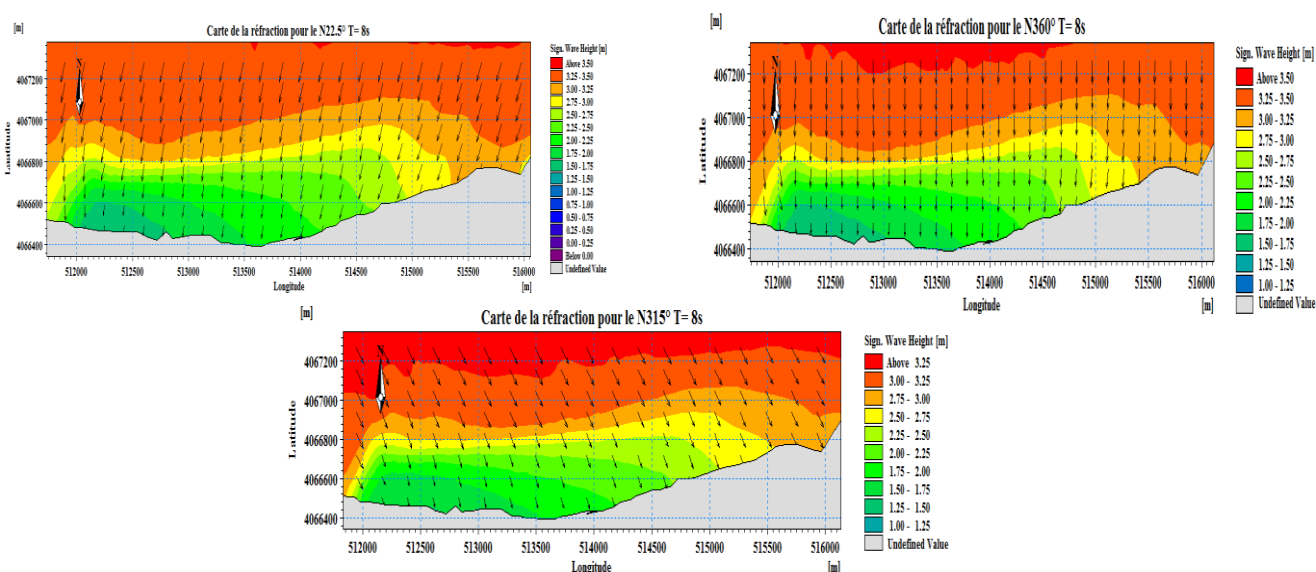 [m]
Carte de la réfraction pour le N22.5° T= 8s
N
4067200
4067000
4066800
4066600
4066400
Latitude
512000 512500 513000 513500 514000 514500 515000 515500 516000
Longitude
[m]
Sign. Wave Height [m]
Above 3.50
3.25 - 3.50
3.00 - 3.25
2.75 - 3.00
2.50 - 2.75
2.25 - 2.50
2.00 - 2.25
1.75 - 2.00
1.50 - 1.75
1.25 - 1.50
1.00 - 1.25
0.75 - 1.00
0.50 - 0.75
0.25 - 0.50
0.00 - 0.25
Below 0.00
Undefined Value
[m]
Carte de la réfraction pour le N360° T= 8s
N
4067200
4067000
4066800
4066600
4066400
Latitude
512000 512500 513000 513500 514000 514500 515000 515500 516000
Longitude
[m]
Sign. Wave Height [m]
Above 3.50
3.25 - 3.50
3.00 - 3.25
2.75 - 3.00
2.50 - 2.75
2.25 - 2.50
2.00 - 2.25
1.75 - 2.00
1.50 - 1.75
1.25 - 1.50
1.00 - 1.25
Undefined Value
[m]
Carte de la réfraction pour le N315° T= 8s
N
4067200
4067000
4066800
4066600
4066400
Latitude
512000 512500 513000 513500 514000 514500 515000 515500 516000
Longitude
[m]
Sign. Wave Height [m]
Above 3.25
3.00 - 3.25
2.75 - 3.00
2.50 - 2.75
2.25 - 2.50
2.00 - 2.25
1.75 - 2.00
1.50 - 1.75
1.25 - 1.50
1.00 - 1.25
Undefined Value